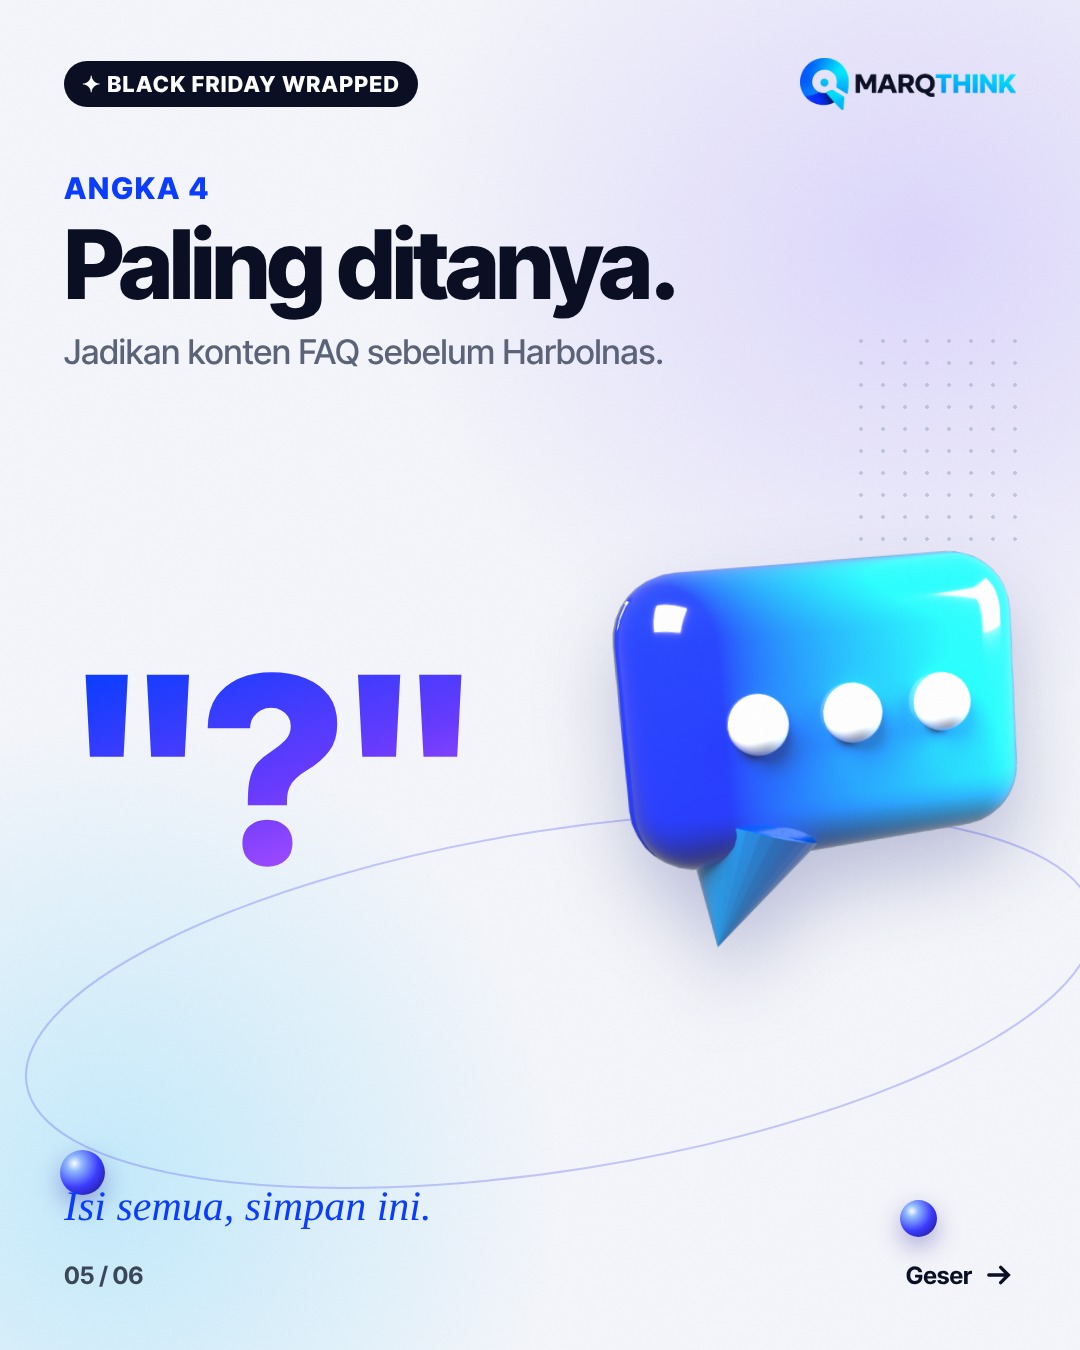 ✦ BLACK FRIDAY WRAPPED
MARQTHINK
ANGKA 4
Paling ditanya.
Jadikan konten FAQ sebelum Harbolnas.
"?"
Isi semua, simpan ini.
05 / 06
Geser →